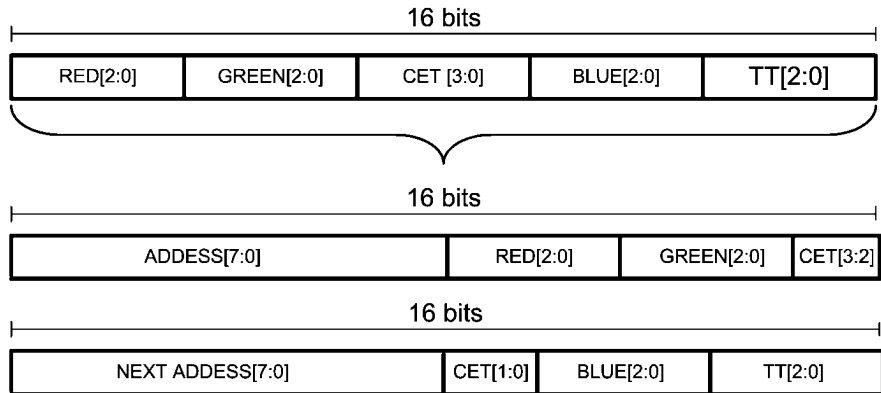 16 bits
RED[2:0] GREEN[2:0] CET [3:0] BLUE[2:0] TT[2:0]
16 bits
ADDESS[7:0] RED[2:0] GREEN[2:0] CET[3:2]
16 bits
NEXT ADDESS[7:0] CET[1:0] BLUE[2:0] TT[2:0]